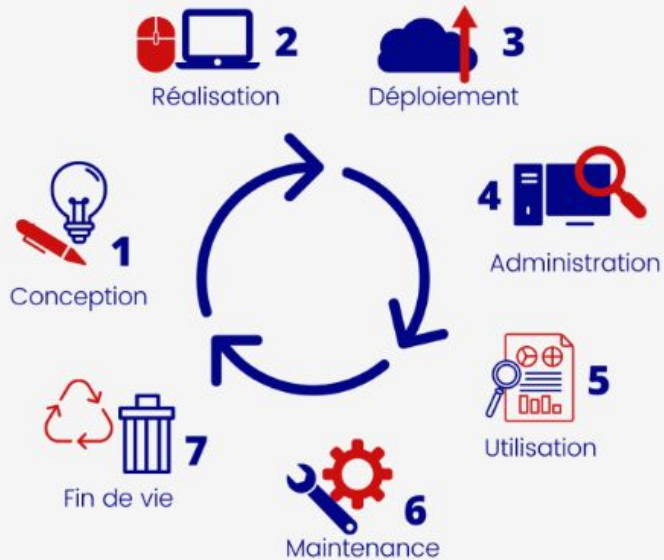 2
Réalisation
3
Déploiement
4
Administration
5
Utilisation
6
Maintenance
7
Fin de vie
1
Conception